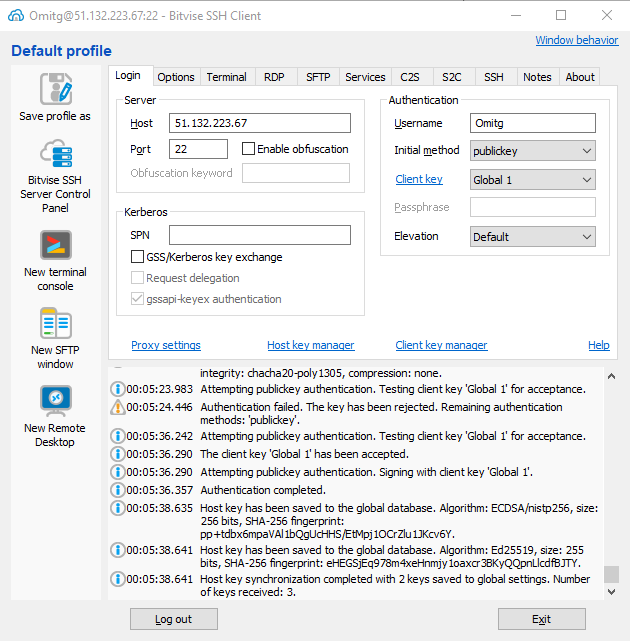 Omitg@51.132.223.67:22 - Bitvise SSH Client
Default profile
Window behavior
Save profile as
Bitvise SSH
Server Control
Panel
New terminal
console
New SFTP
window
New Remote
Desktop
Login Options Terminal RDP SFTP Services C2S S2C SSH Notes About
Server
Host 51.132.223.67
Port 22 Enable obfuscation
Obfuscation keyword
Kerberos
SPN
GSS/Kerberos key exchange
Request delegation
gssapi-keyex authentication
Authentication
Username Omitg
Initial method publickey
Client key Global 1
Passphrase
Elevation Default
Proxy settings Host key manager Client key manager Help
integrity: chacha20-poly1305, compression: none.
00:05:23.983 Attempting publickey authentication. Testing client key 'Global 1' for acceptance.
00:05:24.446 Authentication failed. The key has been rejected. Remaining authentication
methods: 'publickey'.
00:05:36.242 Attempting publickey authentication. Testing client key 'Global 1' for acceptance.
00:05:36.290 The client key 'Global 1' has been accepted.
00:05:36.290 Attempting publickey authentication. Signing with client key 'Global 1'.
00:05:36.357 Authentication completed.
00:05:38.635 Host key has been saved to the global database. Algorithm: ECDSA/nistp256, size:
256 bits, SHA-256 fingerprint:
pp+tdbx6mpaVAl1bQgUcHHS/EtMpj1OCrZlu1JKcv6Y.
00:05:38.641 Host key has been saved to the global database. Algorithm: Ed25519, size: 255
bits, SHA-256 fingerprint: eHEGSjEq978m4xeHnmjy1oaxcr3BKyQQpnLlcdfBJTY.
00:05:38.641 Host key synchronization completed with 2 keys saved to global settings. Number
of keys received: 3.
Log out Exit